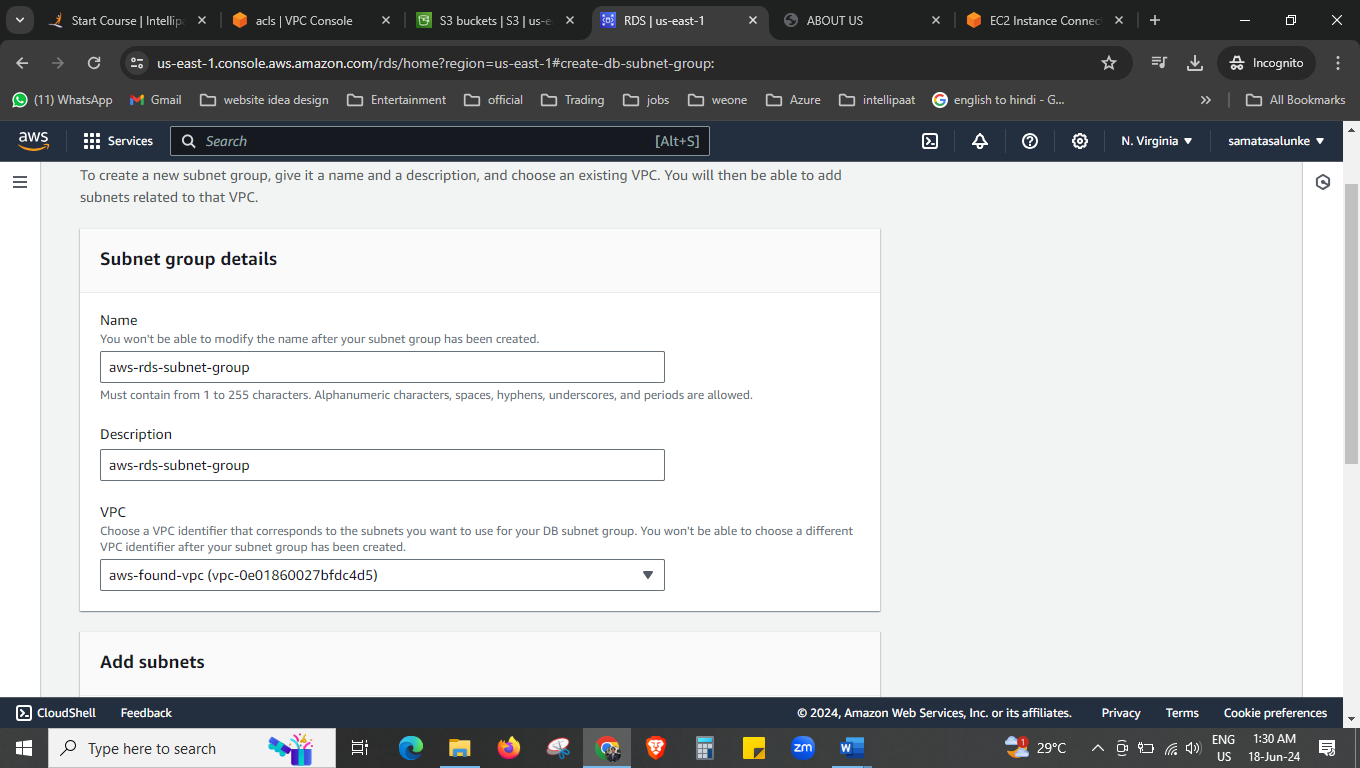 Start Course | Intellipa
acls | VPC Console
S3 buckets | S3 | us-e
RDS | us-east-1
ABOUT US
EC2 Instance Connec
us-east-1.console.aws.amazon.com/rds/home?region=us-east-1#create-db-subnet-group:
Incognito
(11) WhatsApp
Gmail
website idea design
Entertainment
official
Trading
jobs
weone
Azure
intellipaat
english to hindi - G...
All Bookmarks
aws
Services
Search
[Alt+S]
N. Virginia
samatasalunke
To create a new subnet group, give it a name and a description, and choose an existing VPC. You will then be able to add
subnets related to that VPC.
Subnet group details
Name
You won't be able to modify the name after your subnet group has been created.
aws-rds-subnet-group
Must contain from 1 to 255 characters. Alphanumeric characters, spaces, hyphens, underscores, and periods are allowed.
Description
aws-rds-subnet-group
VPC
Choose a VPC identifier that corresponds to the subnets you want to use for your DB subnet group. You won't be able to choose a different
VPC identifier after your subnet group has been created.
aws-found-vpc (vpc-0e01860027bfdc4d5)
Add subnets
CloudShell
Feedback
© 2024, Amazon Web Services, Inc. or its affiliates.
Privacy
Terms
Cookie preferences
Type here to search
zm
W
1
29°C
ENG
US
1:30 AM
18-Jun-24